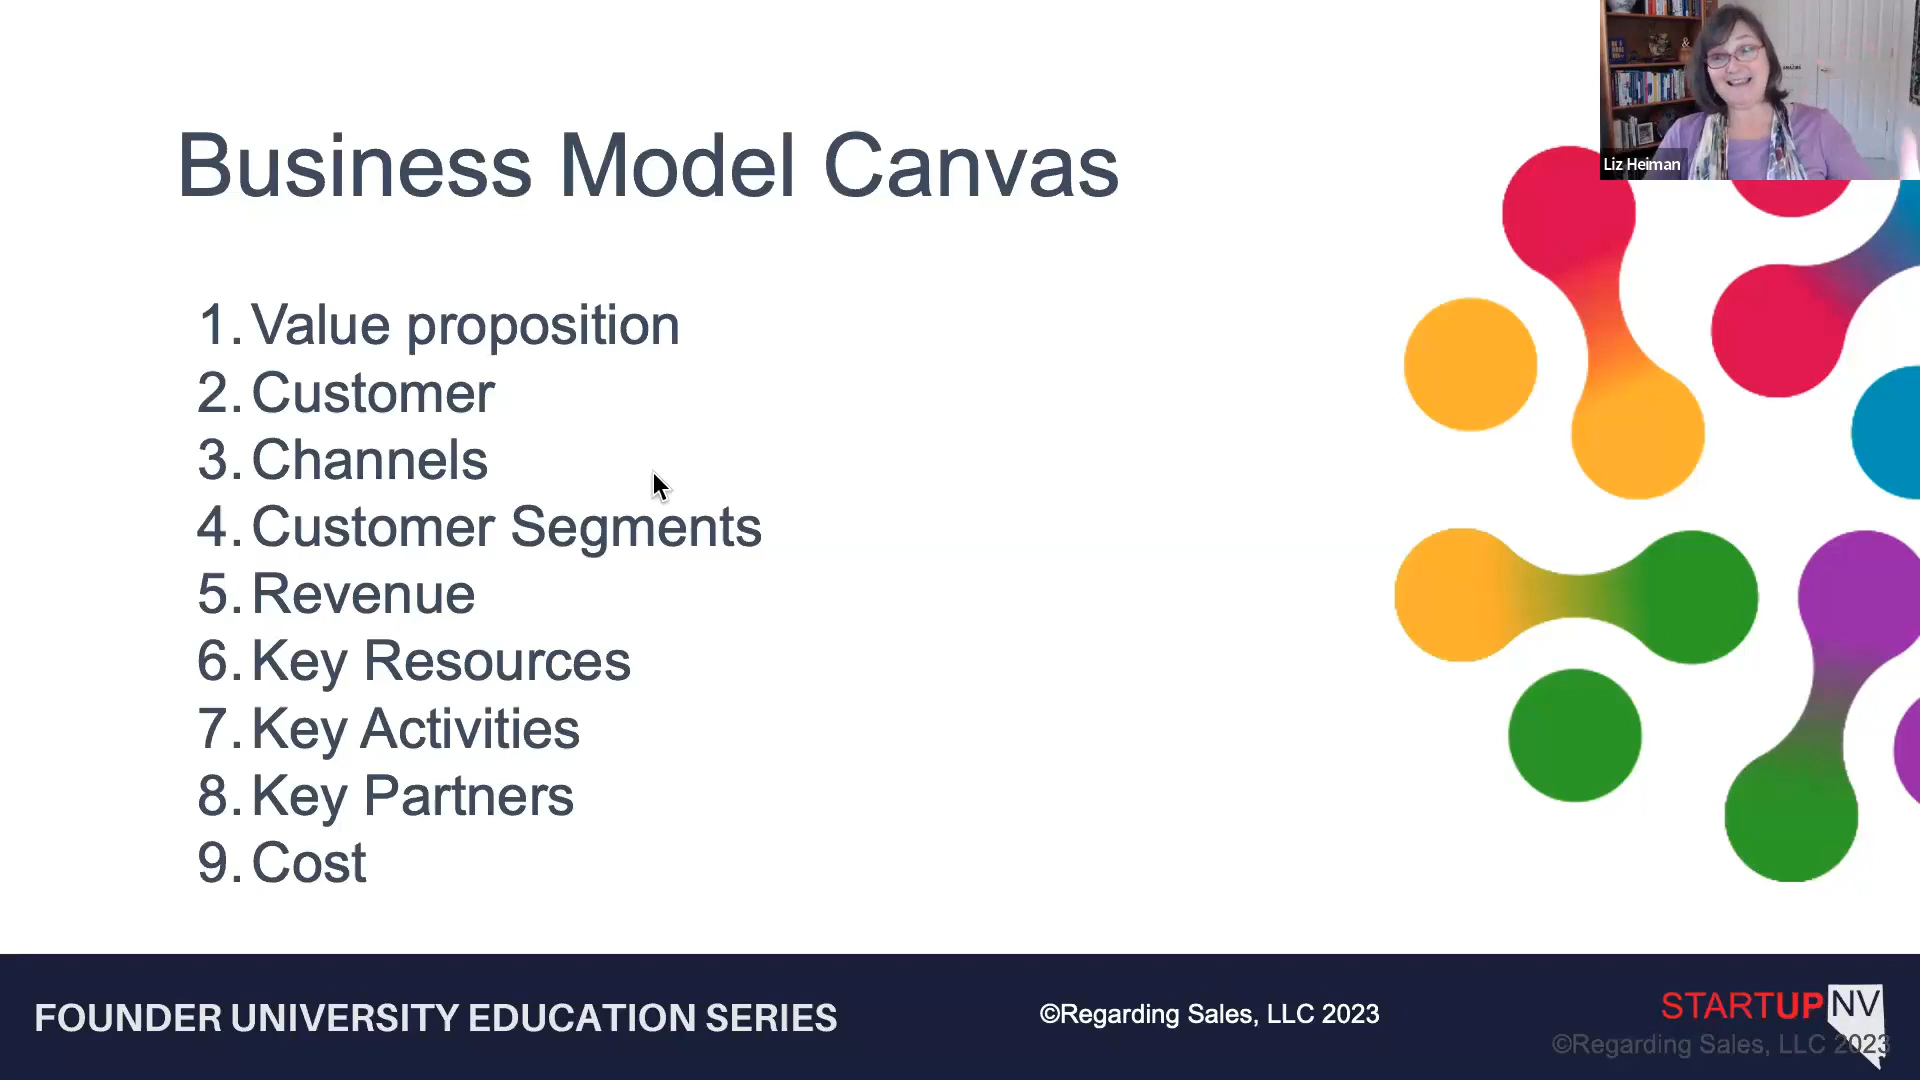 Business Model Canvas
1. Value proposition
2. Customer
3. Channels
4. Customer Segments
5. Revenue
6. Key Resources
7. Key Activities
8. Key Partners
9. Cost
Liz Heiman
FOUNDER UNIVERSITY EDUCATION SERIES
©Regarding Sales, LLC 2023
STARTUPNV
©Regarding Sales, LLC 2023